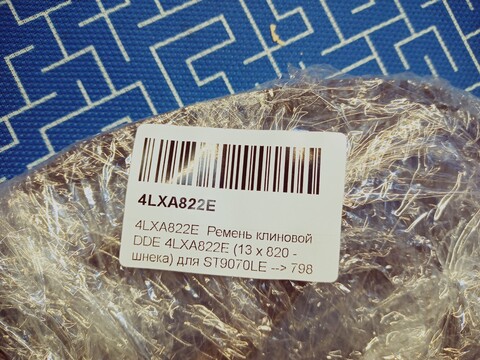 4LXA822E
4LXA822E Ремень клиновой
DDE 4LXA822E (13 x 820 -
шнека) для ST9070LE --> 798